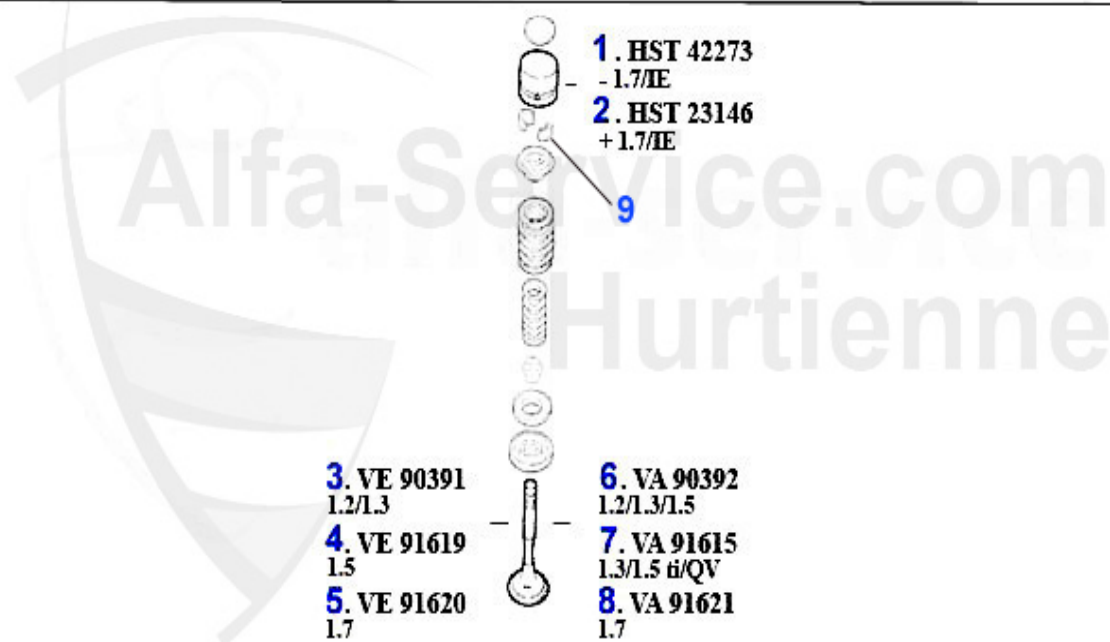 1. HST 42273
- 1.7/IE
2. HST 23146
+ 1.7/IE
Alfa-Service.com
9
Hurtienne
3. VE 90391
1.2/1.3
4. VE 91619
1.5
5. VE 91620
1.7
6. VA 90392
1.2/1.3/1.5
7. VA 91615
1.3/1.5 ti/QV
8. VA 91621
1.7